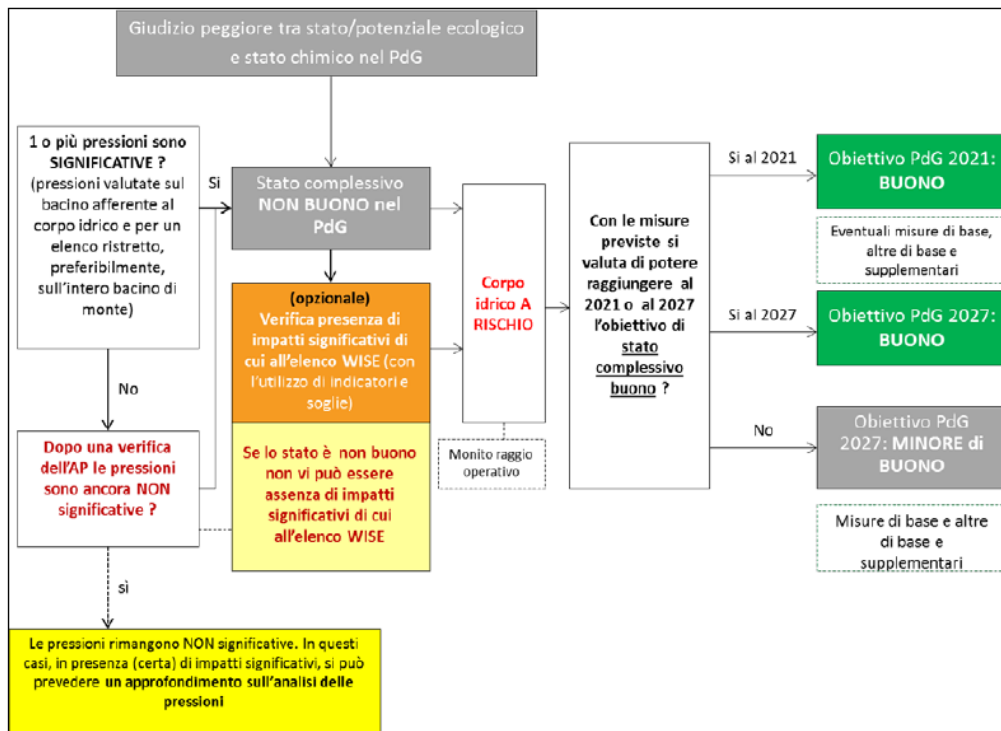 Giudizio peggiore tra stato/potenziale ecologico
e stato chimico nel PdG
1 o più pressioni sono
SIGNIFICATIVE ?
(pressioni valutate sul
bacino afferente al
corpo idrico e per un
elenco ristretto,
preferibilmente,
sull'intero bacino di
monte)
Si
No
Dopo una verifica
dell'AP le pressioni
sono ancora NON
significative ?
sì
Le pressioni rimangono NON significative. In questi
casi, in presenza (certa) di impatti significativi, si può
prevedere un approfondimento sull'analisi delle
pressioni
Stato complessivo
NON BUONO nel
PdG
(opzionale)
Verifica presenza di
impatti significativi di
cui all'elenco WISE (con
l'utilizzo di indicatori e
soglie)
Se lo stato è non buono
non vi può essere
assenza di impatti
significativi di cui
all'elenco WISE
Corpo
idrico A
RISCHIO
Monito raggio
operativo
Con le misure
previste si
valuta di potere
raggiungere al
2021 o al 2027
l'obiettivo di
stato
complessivo
buono ?
Si al 2021
Obiettivo PdG 2021:
BUONO
Eventuali misure di base,
altre di base e
supplementari
Si al 2027
Obiettivo PdG 2027:
BUONO
No
Obiettivo PdG
2027: MINORE di
BUONO
Misure di base e altre
di base e
supplementari